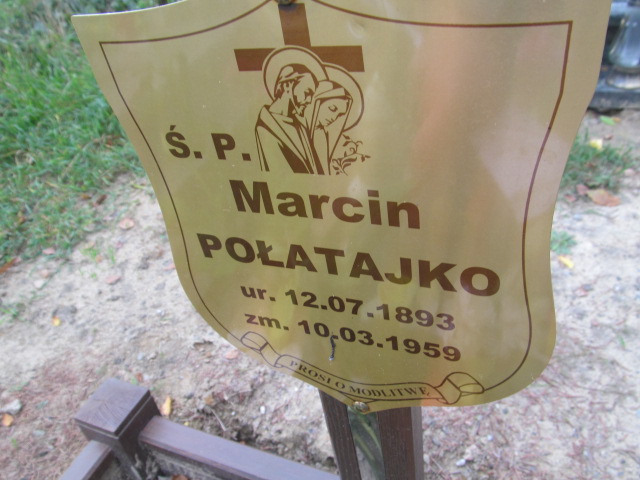 Ś. P.
Marcin
POŁATAJKO
ur. 12.07.1893
zm. 10.03.1959
PROSI O MODLITWĘ